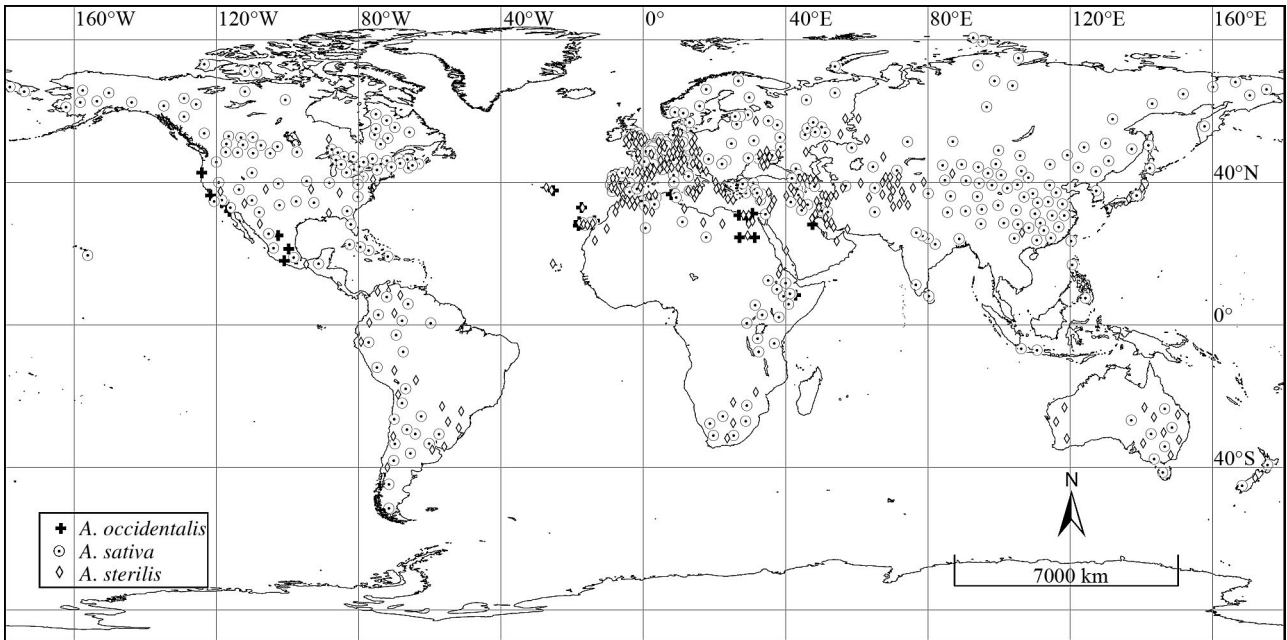 160°W 120°W 80°W 40°W 0° 40°E 80°E 120°E 160°E
40°N
0°
40°S
N
A. occidentalis
A. sativa
A. sterilis
7000 km